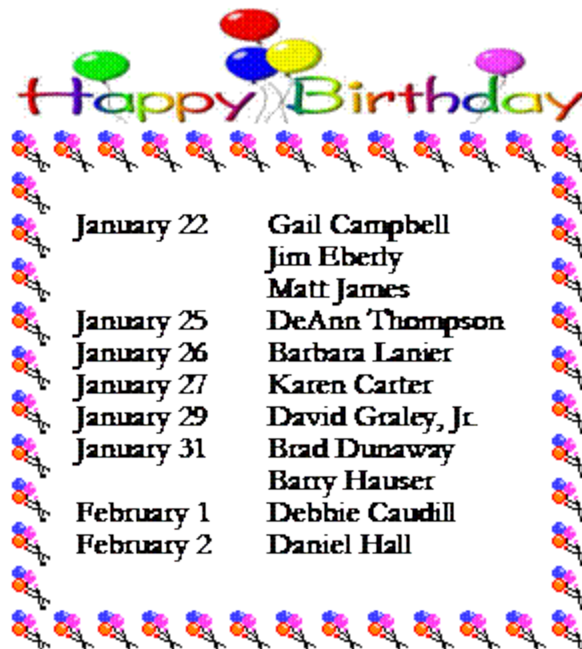 Happy Birthday
January 22 Gail Campbell
Jim Eberly
Matt James
January 25 DeAnn Thompson
January 26 Barbara Lanier
January 27 Karen Carter
January 29 David Graley, Jr.
January 31 Brad Dunaway
Barry Hauser
February 1 Debbie Caudill
February 2 Daniel Hall